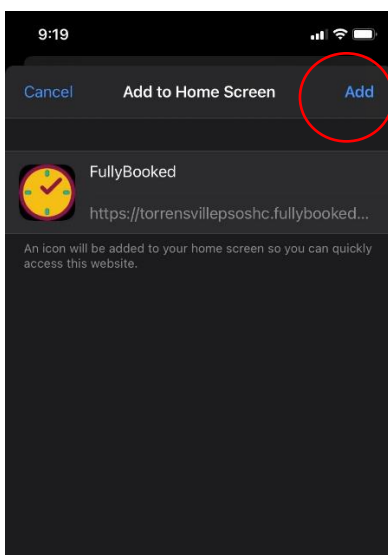 9:19
Cancel Add to Home Screen Add
FullyBooked
https://torrensvillepsoshc.fullybooked...
An icon will be added to your home screen so you can quickly
access this website.